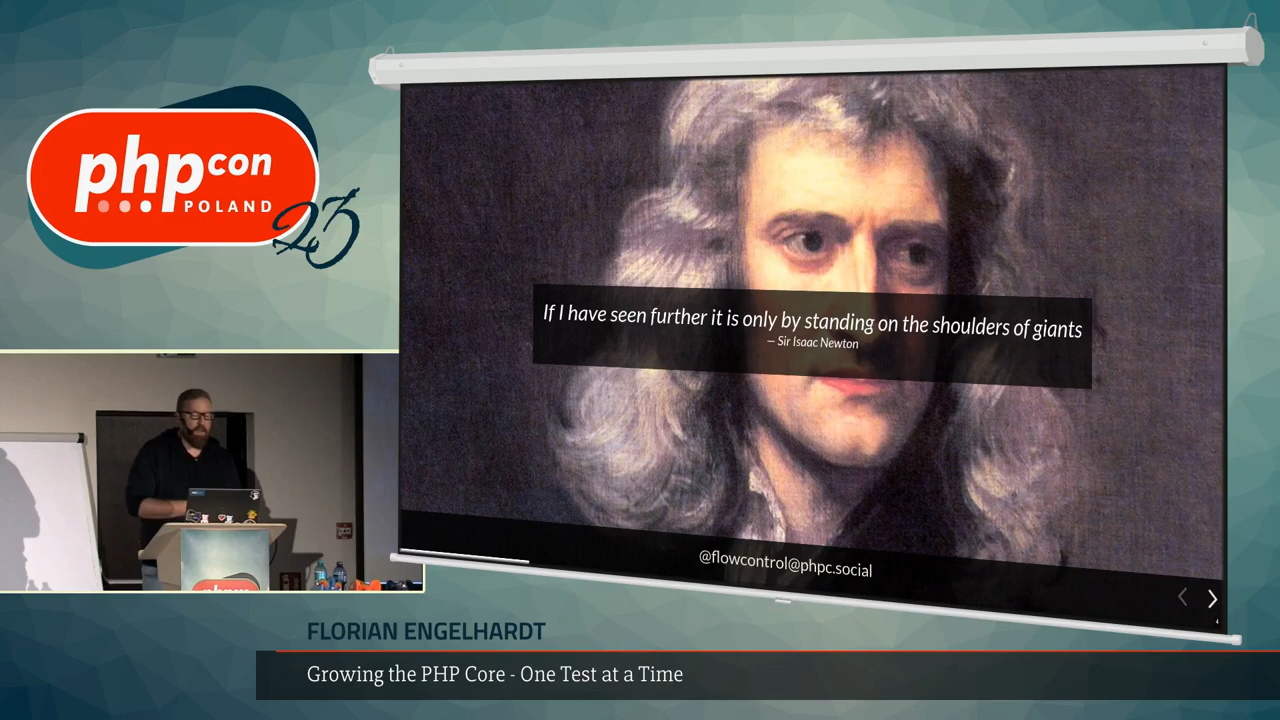 phpcon
POLAND
23
If I have seen further it is only by standing on the shoulders of giants
— Sir Isaac Newton
@flowcontrol@phpc.social
4
FLORIAN ENGELHARDT
Growing the PHP Core - One Test at a Time